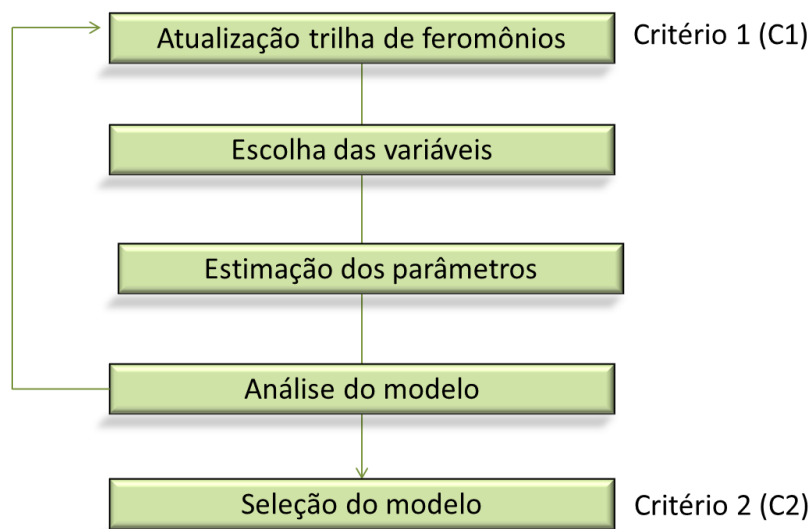 Atualização trilha de feromônios
Critério 1 (C1)
Escolha das variáveis
Estimação dos parâmetros
Análise do modelo
Seleção do modelo
Critério 2 (C2)